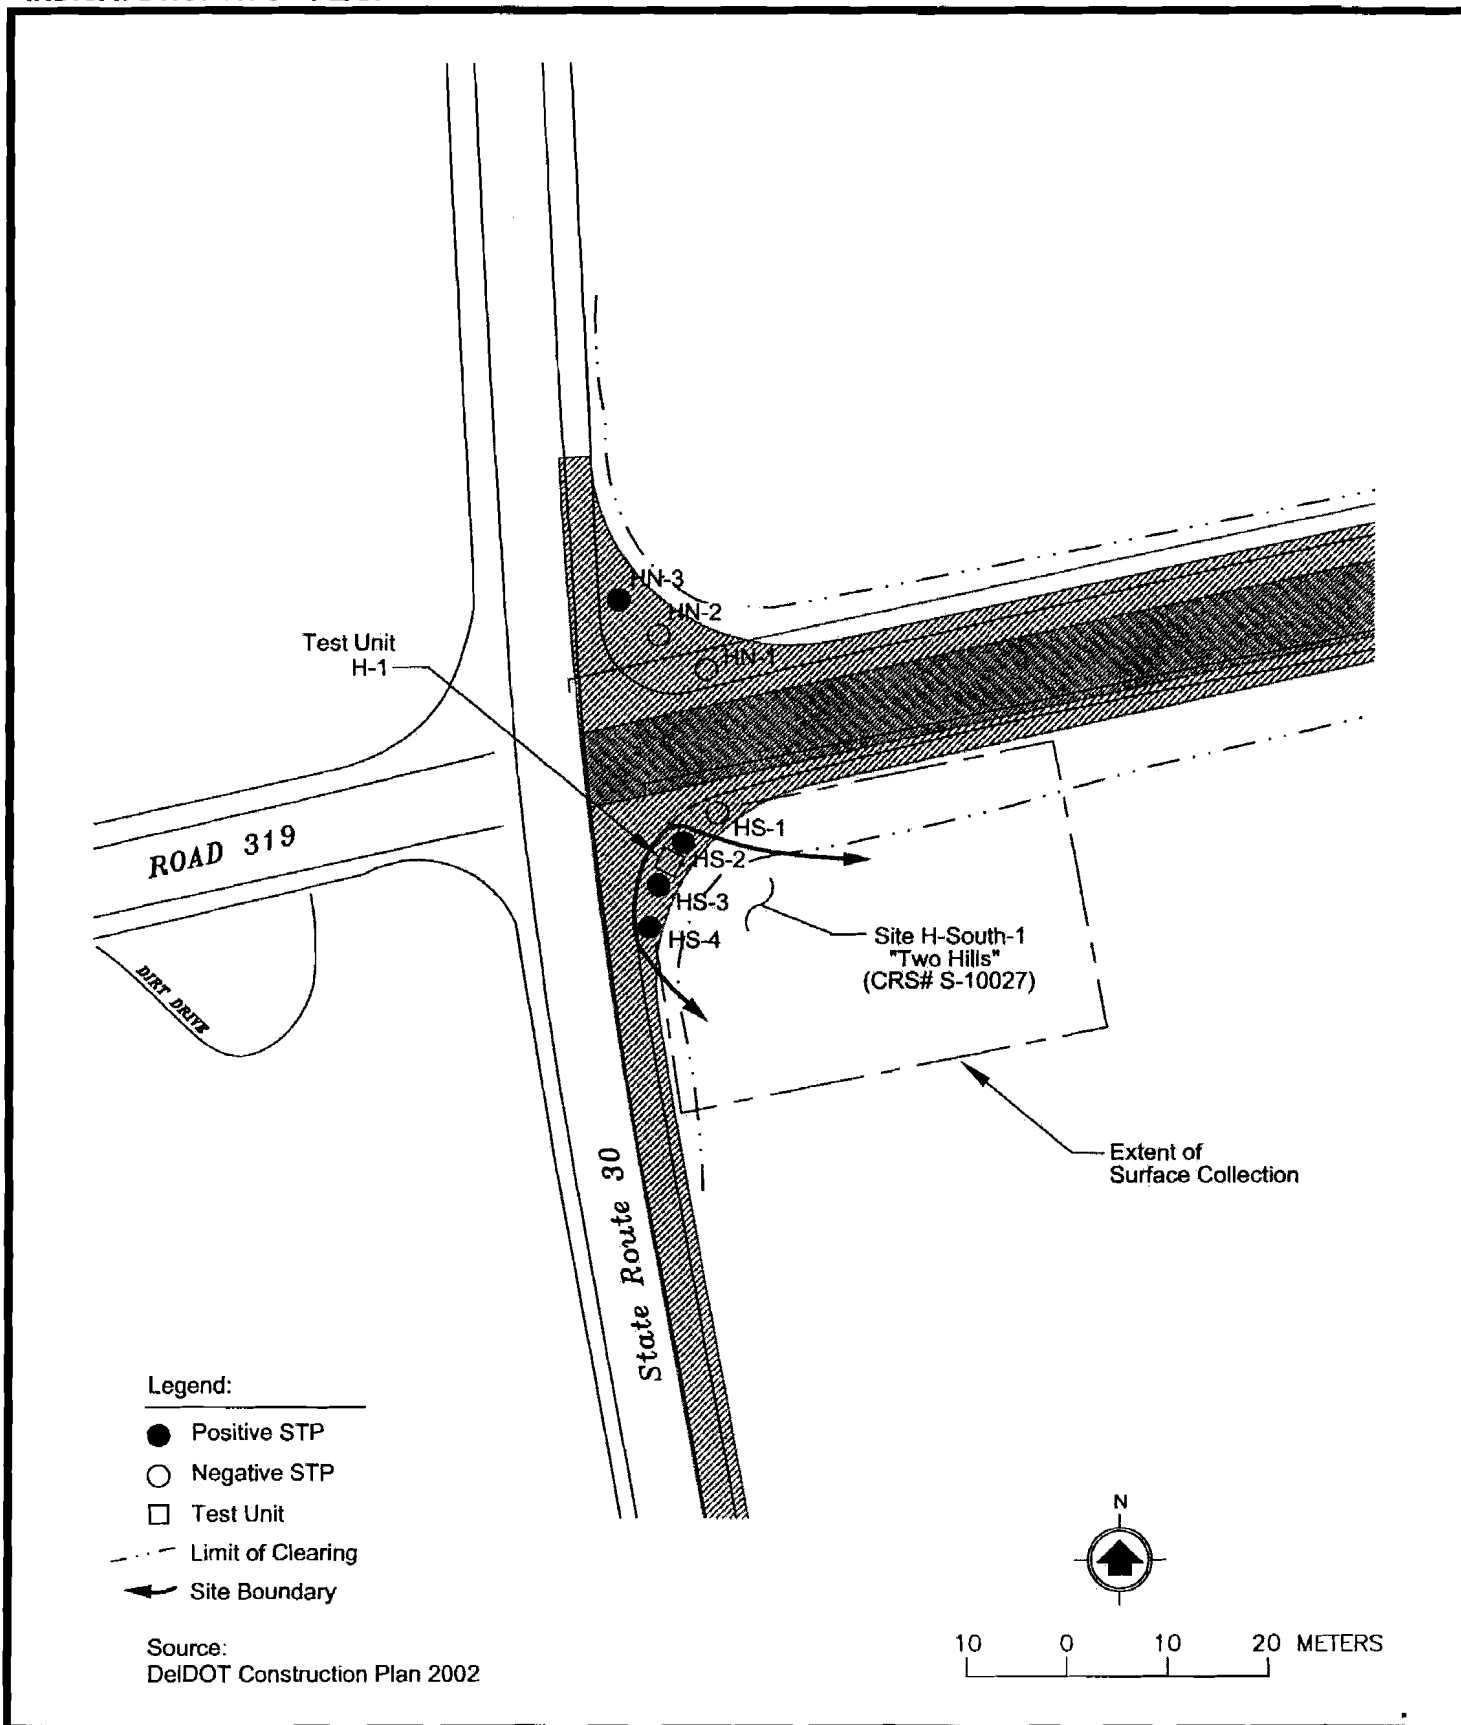 HN-3
HN-2
HN-1
Test Unit
H-1
HS-1
HS-2
HS-3
HS-4
ROAD 319
DIRT DRIVE
Site H-South-1
"Two Hills"
(CRS# S-10027)
Extent of
Surface Collection
State Route 30
Legend:
Positive STP
Negative STP
Test Unit
Limit of Clearing
Site Boundary
Source:
DelDOT Construction Plan 2002
N
10 0 10 20 METERS